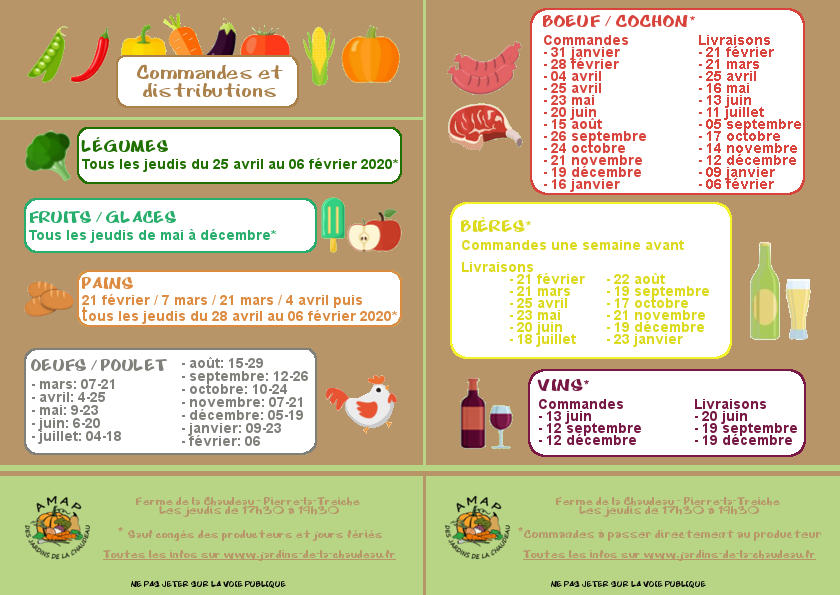 Commandes et
distributions
LÉGUMES
Tous les jeudis du 25 avril au 06 février 2020*
FRUITS / GLACES
Tous les jeudis de mai à décembre*
PAINS
21 février / 7 mars / 21 mars / 4 avril puis
tous les jeudis du 28 avril au 06 février 2020*
OEUFS / POULET
- mars: 07-21
- avril: 4-25
- mai: 9-23
- juin: 6-20
- juillet: 04-18
- août: 15-29
- septembre: 12-26
- octobre: 10-24
- novembre: 07-21
- décembre: 05-19
- janvier: 09-23
- février: 06
AMAP
DES JARDINS DE LA CHAUDEAU
Ferme de la Chaudeau - Pierre-la-Treiche
Les jeudis de 17h30 à 19h30
* Sauf congés des producteurs et jours fériés
Toutes les infos sur www.jardins-de-la-chaudeau.fr
NE PAS JETER SUR LA VOIE PUBLIQUE
BOEUF / COCHON*
Commandes
- 31 janvier
- 28 février
- 04 avril
- 25 avril
- 23 mai
- 20 juin
- 15 août
- 26 septembre
- 24 octobre
- 21 novembre
- 19 décembre
- 16 janvier
Livraisons
- 21 février
- 21 mars
- 25 avril
- 16 mai
- 13 juin
- 11 juillet
- 05 septembre
- 17 octobre
- 14 novembre
- 12 décembre
- 09 janvier
- 06 février
BIÈRES*
Commandes une semaine avant
Livraisons
- 21 février
- 21 mars
- 25 avril
- 23 mai
- 20 juin
- 18 juillet
- 22 août
- 19 septembre
- 17 octobre
- 21 novembre
- 19 décembre
- 23 janvier
VINS*
Commandes
- 13 juin
- 12 septembre
- 12 décembre
Livraisons
- 20 juin
- 19 septembre
- 19 décembre
AMAP
DES JARDINS DE LA CHAUDEAU
Ferme de la Chaudeau - Pierre-la-Treiche
Les jeudis de 17h30 à 19h30
*Commandes à passer directement au producteur
Toutes les infos sur www.jardins-de-la-chaudeau.fr
NE PAS JETER SUR LA VOIE PUBLIQUE